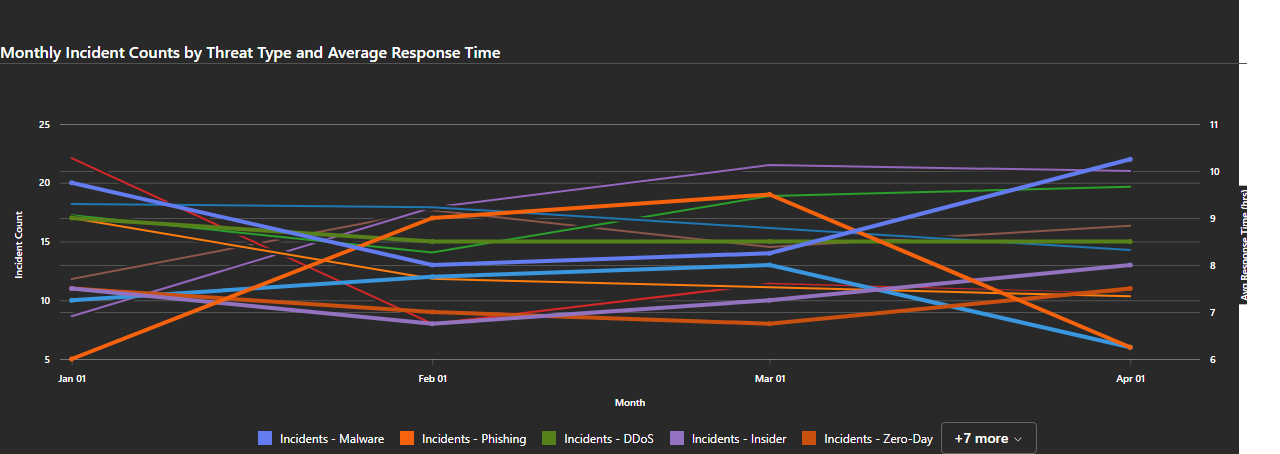 Monthly Incident Counts by Threat Type and Average Response Time
25
20
15
10
5
Incident Count
11
10
9
8
7
6
Avg Response Time (hrs)
Jan 01
Feb 01
Mar 01
Apr 01
Month
Incidents - Malware
Incidents - Phishing
Incidents - DDoS
Incidents - Insider
Incidents - Zero-Day
+7 more